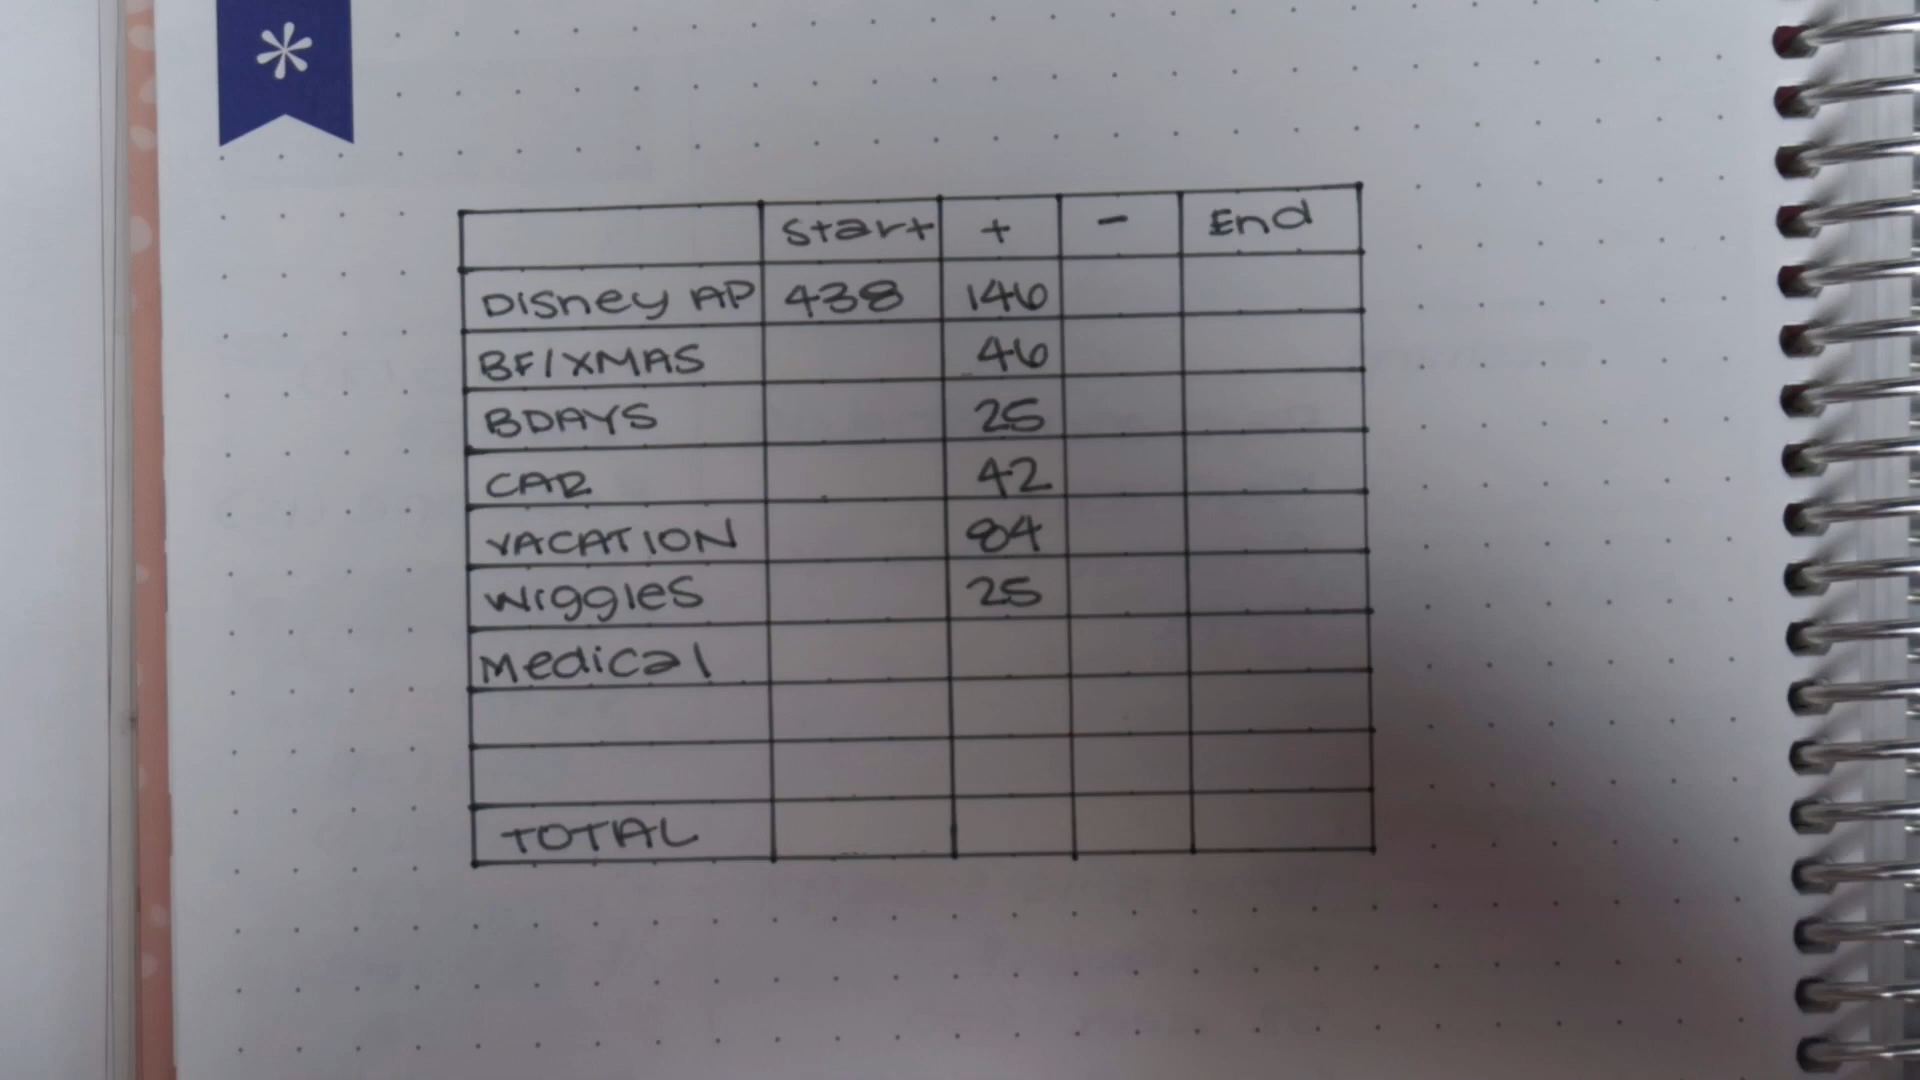 * 
Start + - End
Disney AP 438 146
BF/XMAS 46
BDAYS 25
CAR 42
VACATION 84
Wiggles 25
Medical
TOTAL